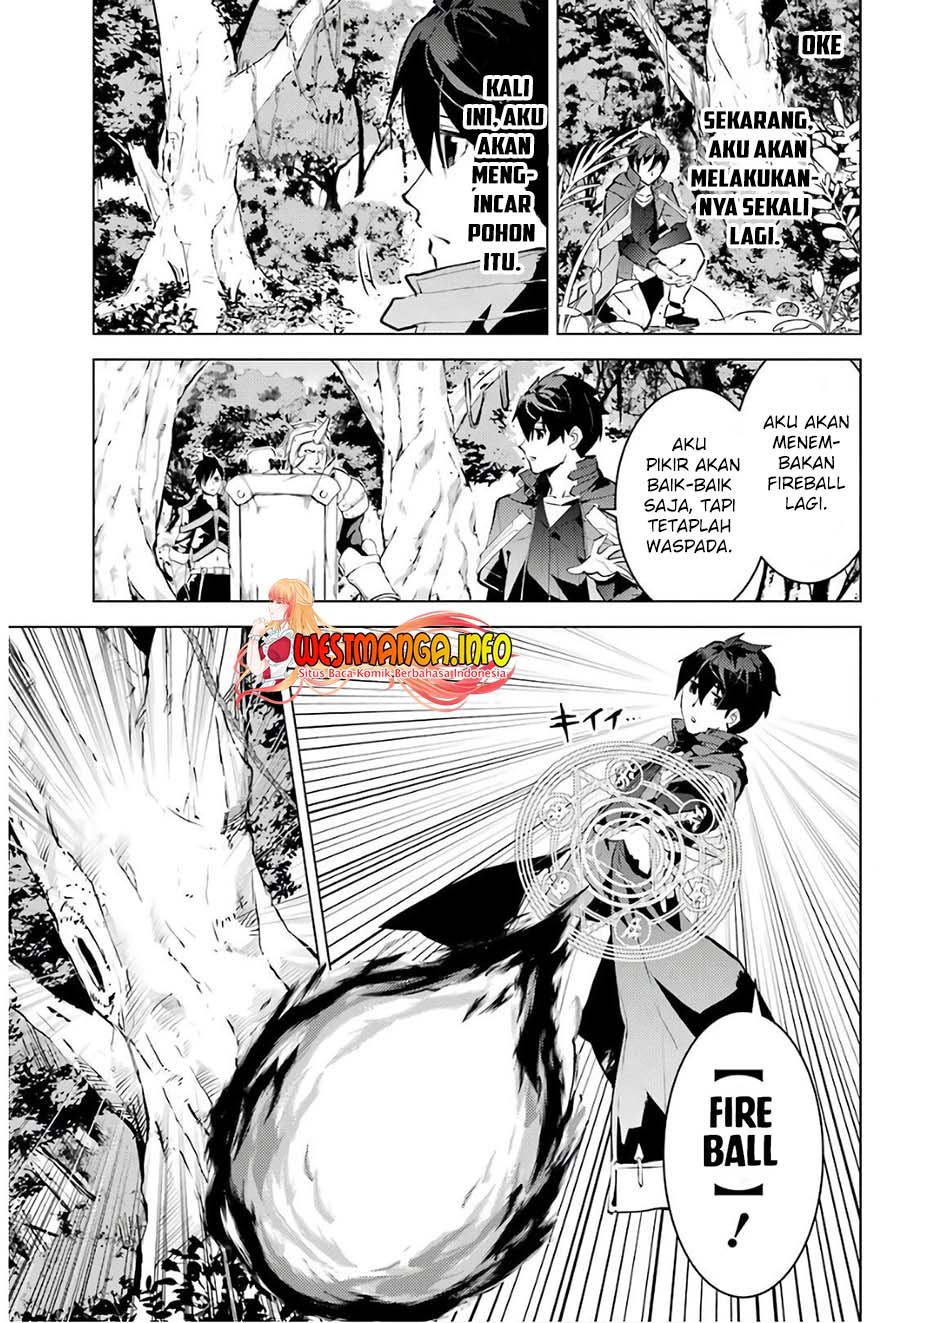 OKE
SEKARANG,
AKU AKAN
MELAKUKAN-
NYA SEKALI
LAGI.
KALI
INI, AKU
AKAN
MENG-
INCAR
POHON
ITU.
AKU AKAN
MENEM-
BAKAN
FIREBALL
LAGI.
AKU
PIKIR AKAN
BAIK-BAIK
SAJA, TAPI
TETAPLAH
WASPADA.
WESTMANGA.INFO
Situs Baca Komik Berbahasa Indonesia
キィィ…
【
FIRE
BALL
】
!